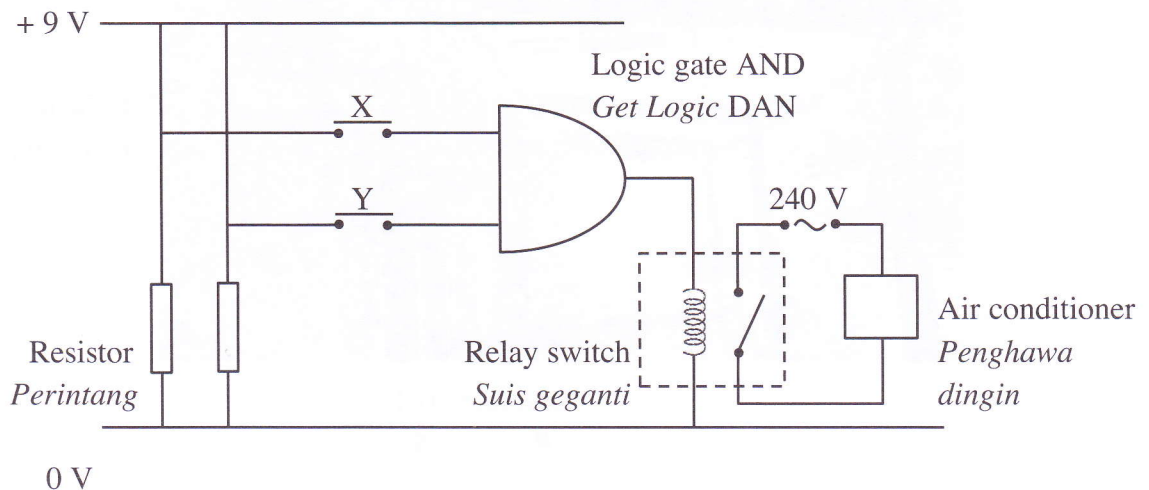 + 9 V
Logic gate AND
Get Logic DAN
X
Y
240 V
Resistor
Perintang
Relay switch
Suis geganti
Air conditioner
Penghawa
dingin
0 V